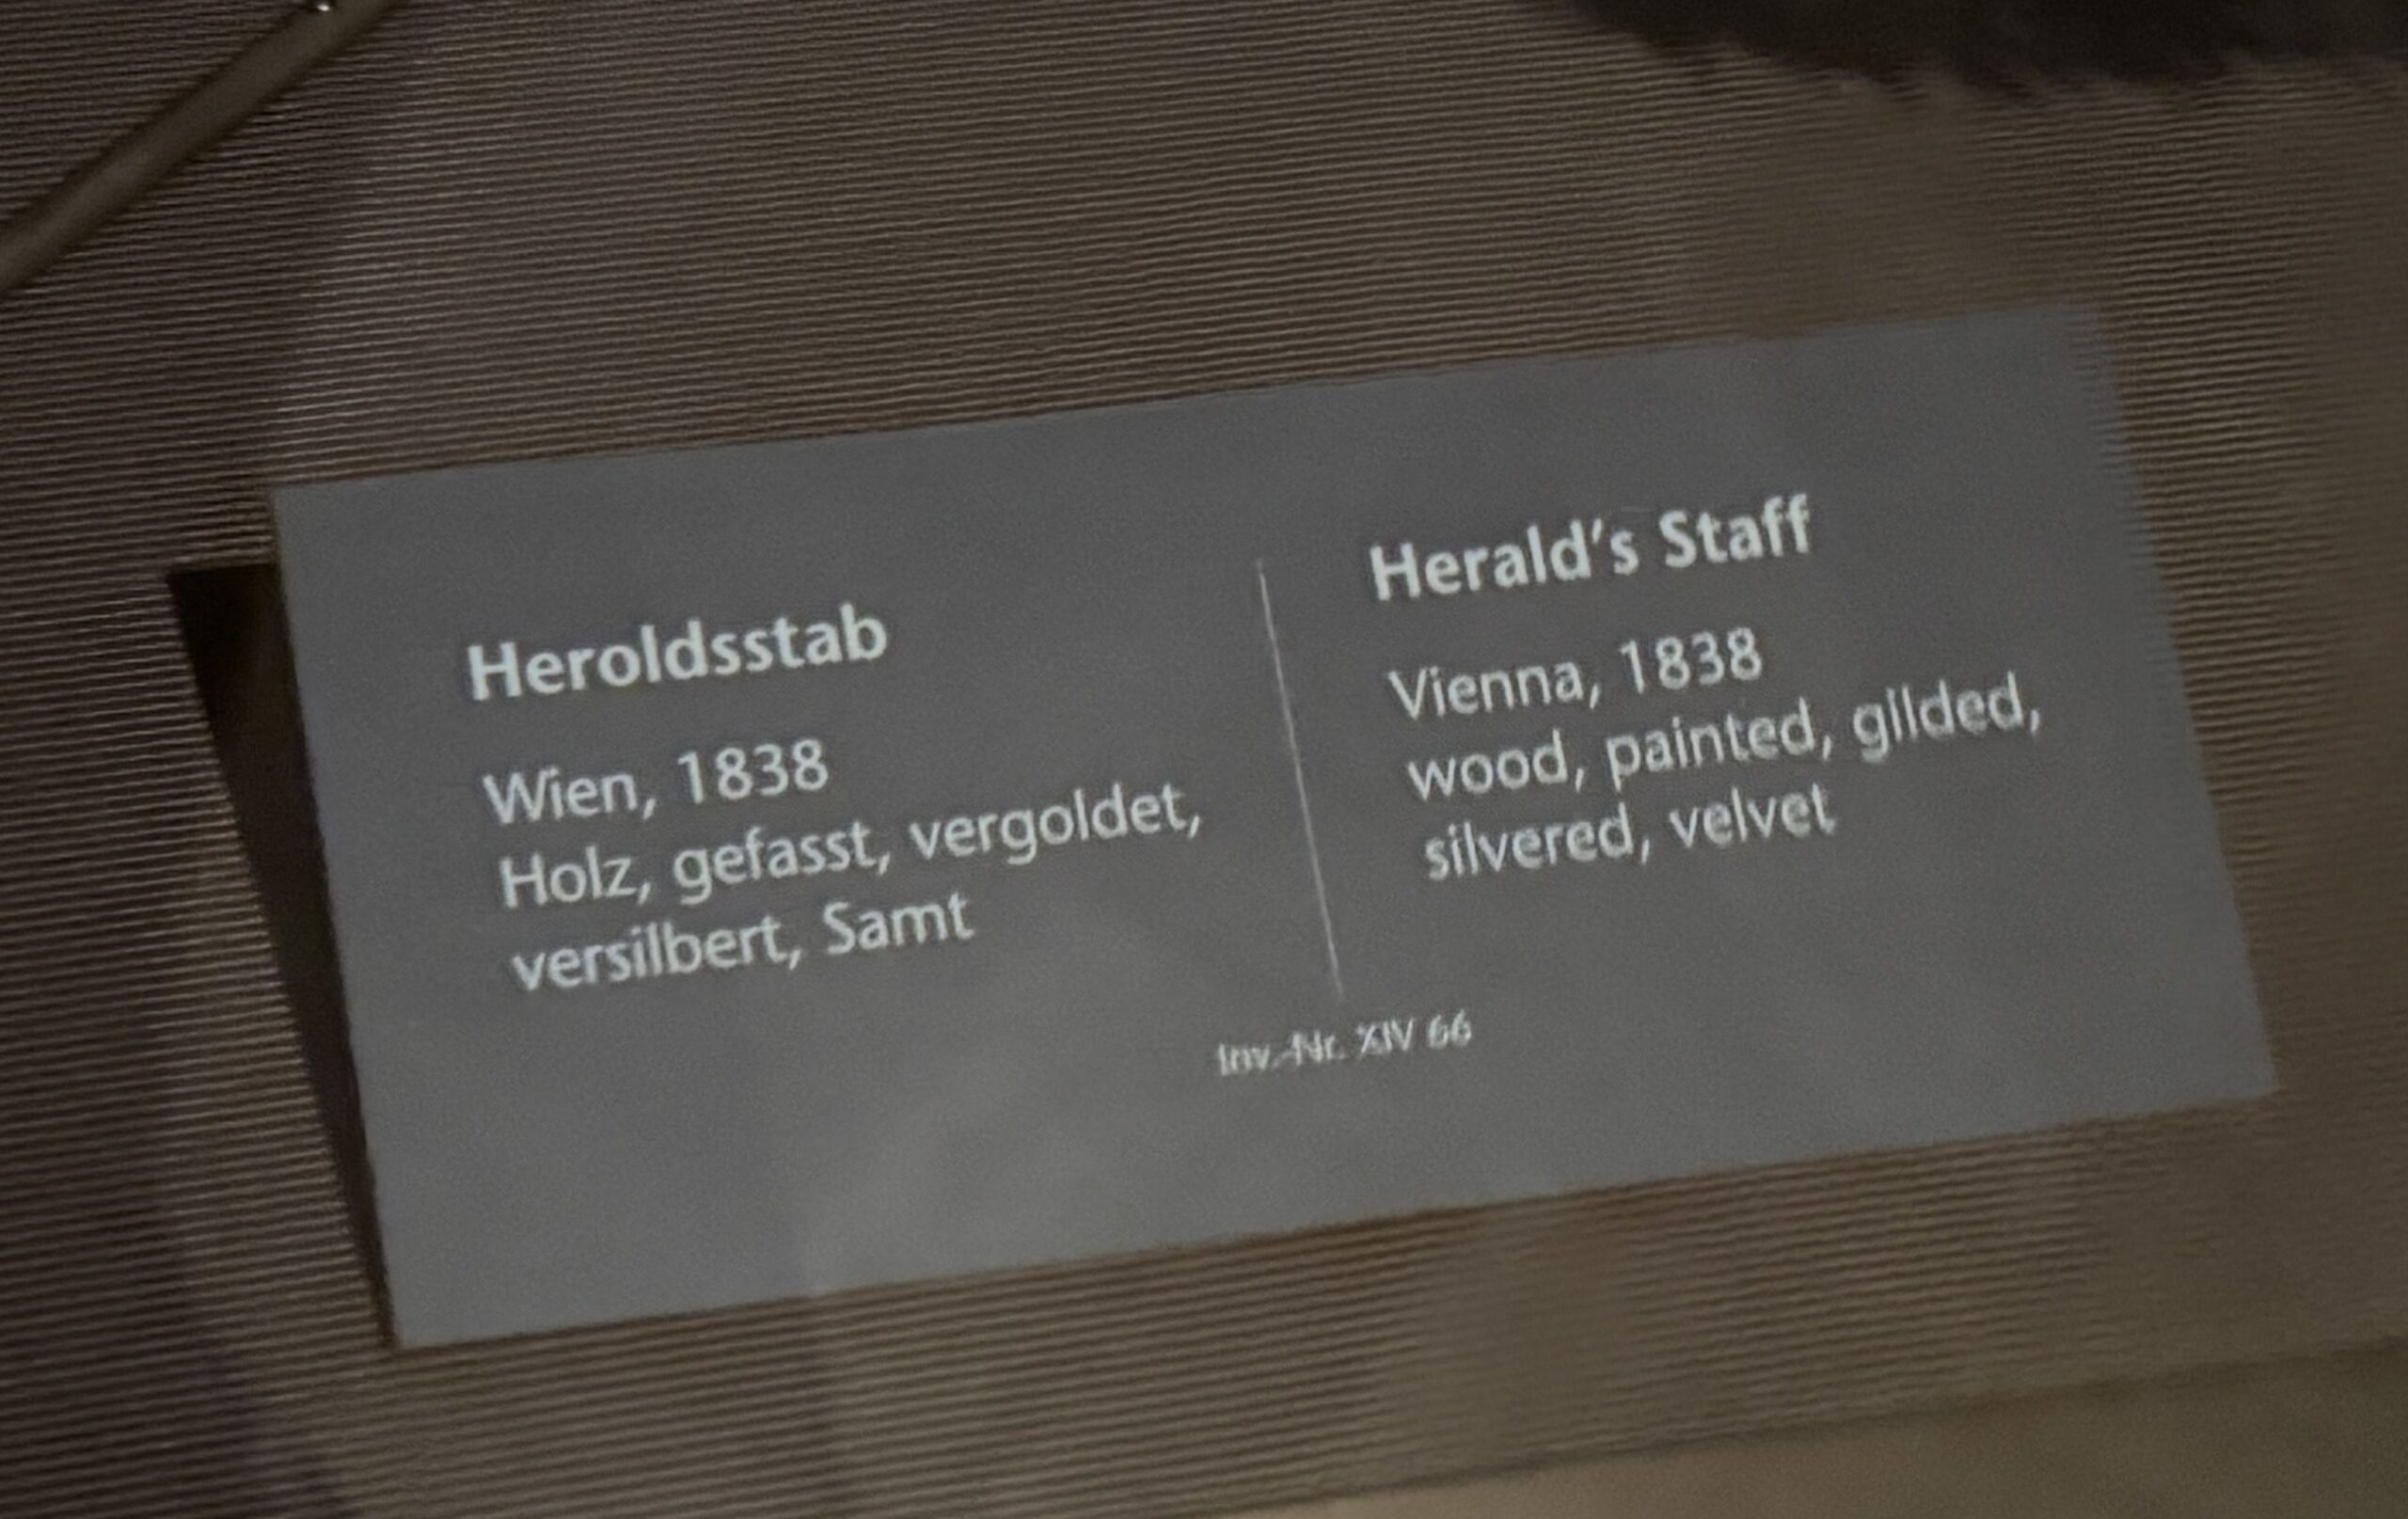 Heroldsstab
Wien, 1838
Holz, gefasst, vergoldet,
versilbert, Samt
Herald's Staff
Vienna, 1838
wood, painted, gilded,
silvered, velvet
Inv.-Nr. XIV 66